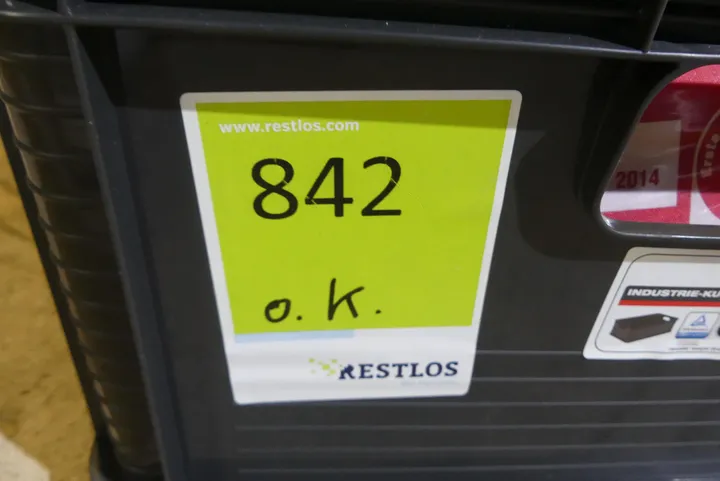 www.restlos.com
842
o.k.
RESTLOS
2014
INDUSTRIE-KU